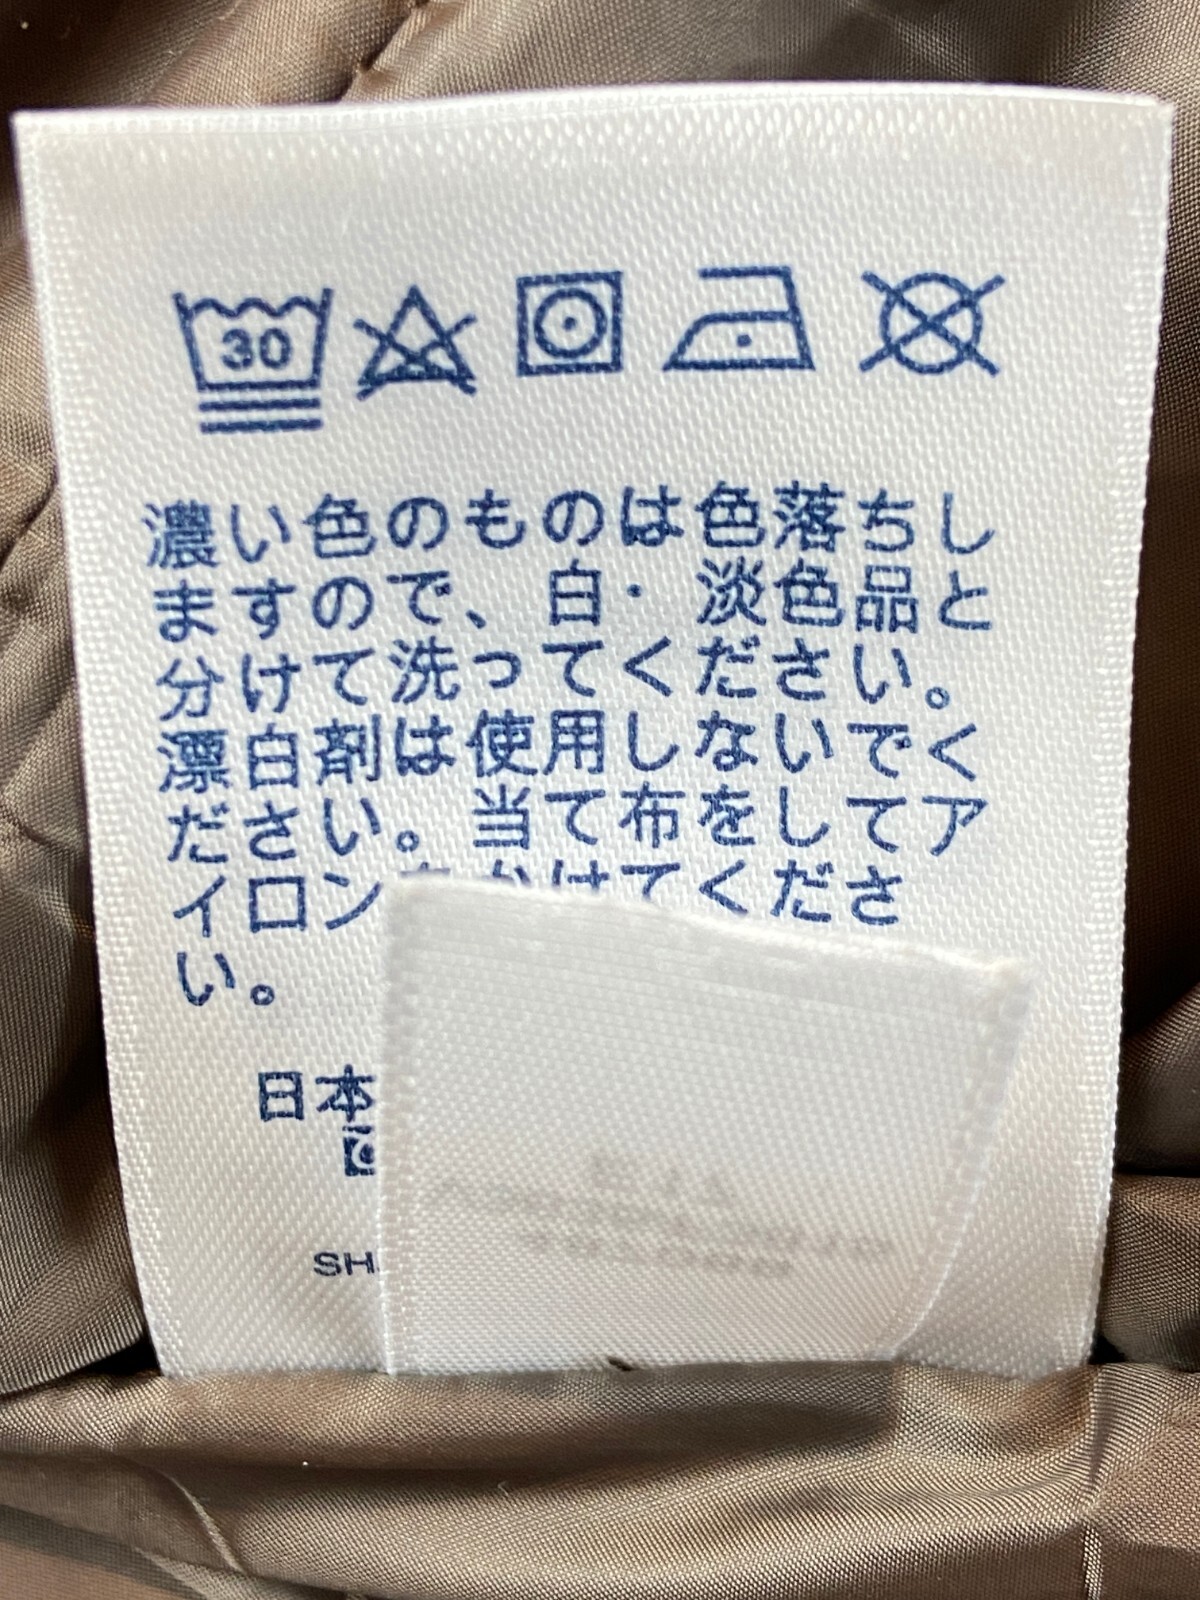 30
濃い色のものは色落ちし
ますので、白・淡色品と
分けて洗ってください。
漂白剤は使用しないでく
ださい。当て布をしてア
イロンをかけてくださ
い。
日本
SH